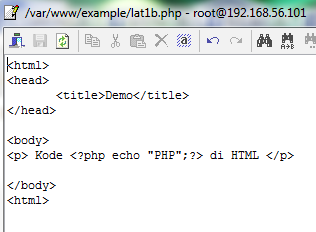 /var/www/example/lat1b.php - root@192.168.56.101
<html>
<head>
<title>Demo</title>
</head>
<body>
<p> Kode <?php echo "PHP";?> di HTML </p>
</body>
<html>